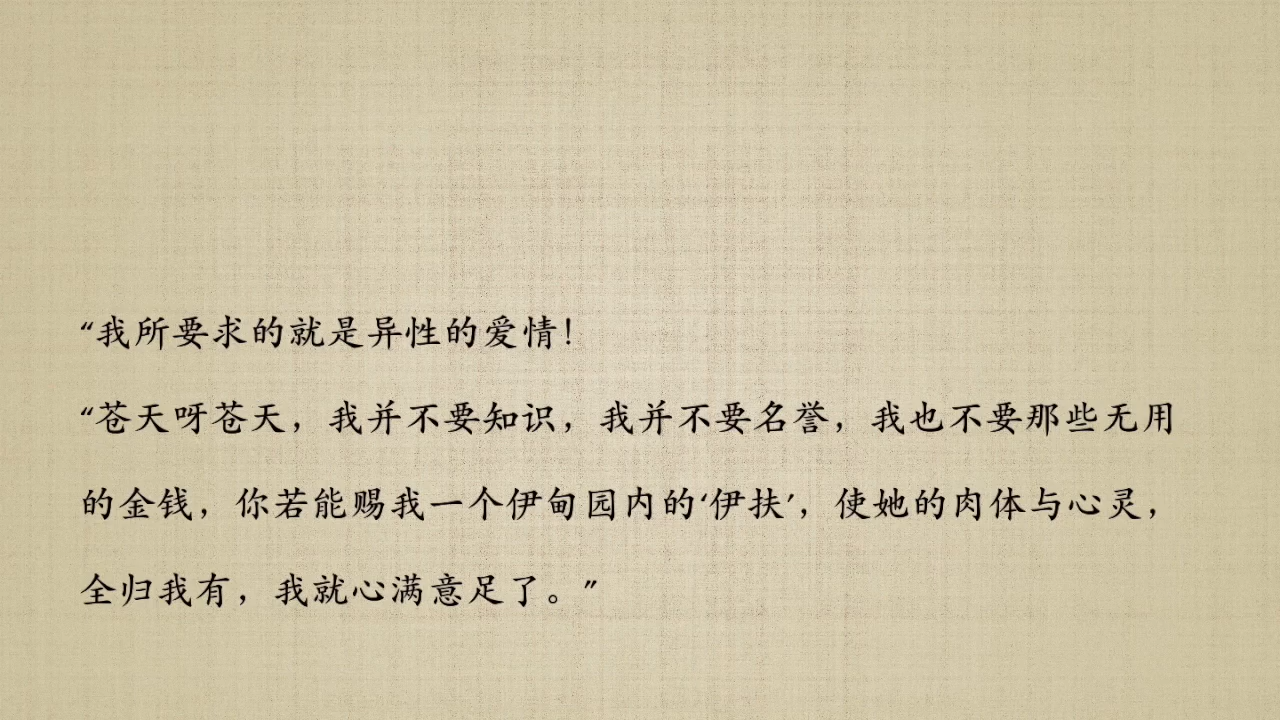 “我所要求的就是异性的爱情！
“苍天呀苍天，我并不要知识，我并不要名誉，我也不要那些无用
的金钱，你若能赐我一个伊甸园内的‘伊扶’，使她的肉体与心灵，
全归我有，我就心满意足了。”